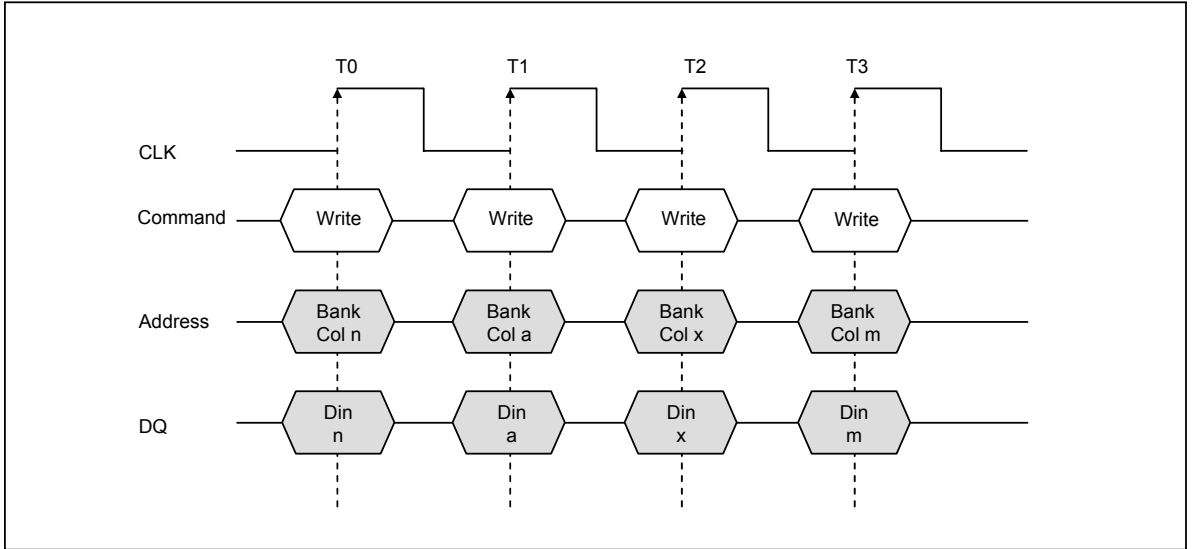 T0 T1 T2 T3
CLK
Command Write Write Write Write
Address Bank Bank Bank Bank
Col n Col a Col x Col m
DQ Din Din Din Din
n a x m